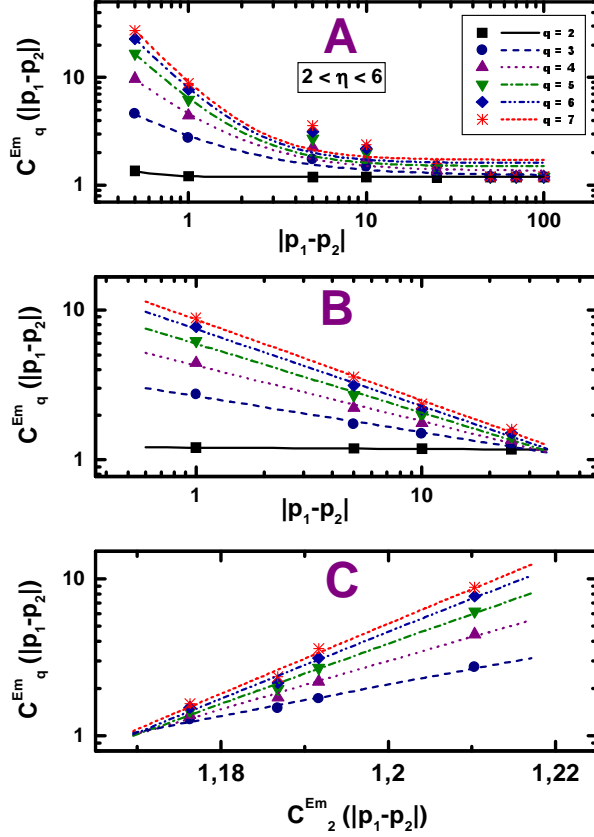 A
2 < η < 6
q = 2
q = 3
q = 4
q = 5
q = 6
q = 7
C^Em_q (|p₁-p₂|)
10
1
1
10
100
|p₁-p₂|
B
C^Em_q (|p₁-p₂|)
10
1
1
10
|p₁-p₂|
C
C^Em_q (|p₁-p₂|)
10
1
1,18
1,2
1,22
C^Em_2 (|p₁-p₂|)